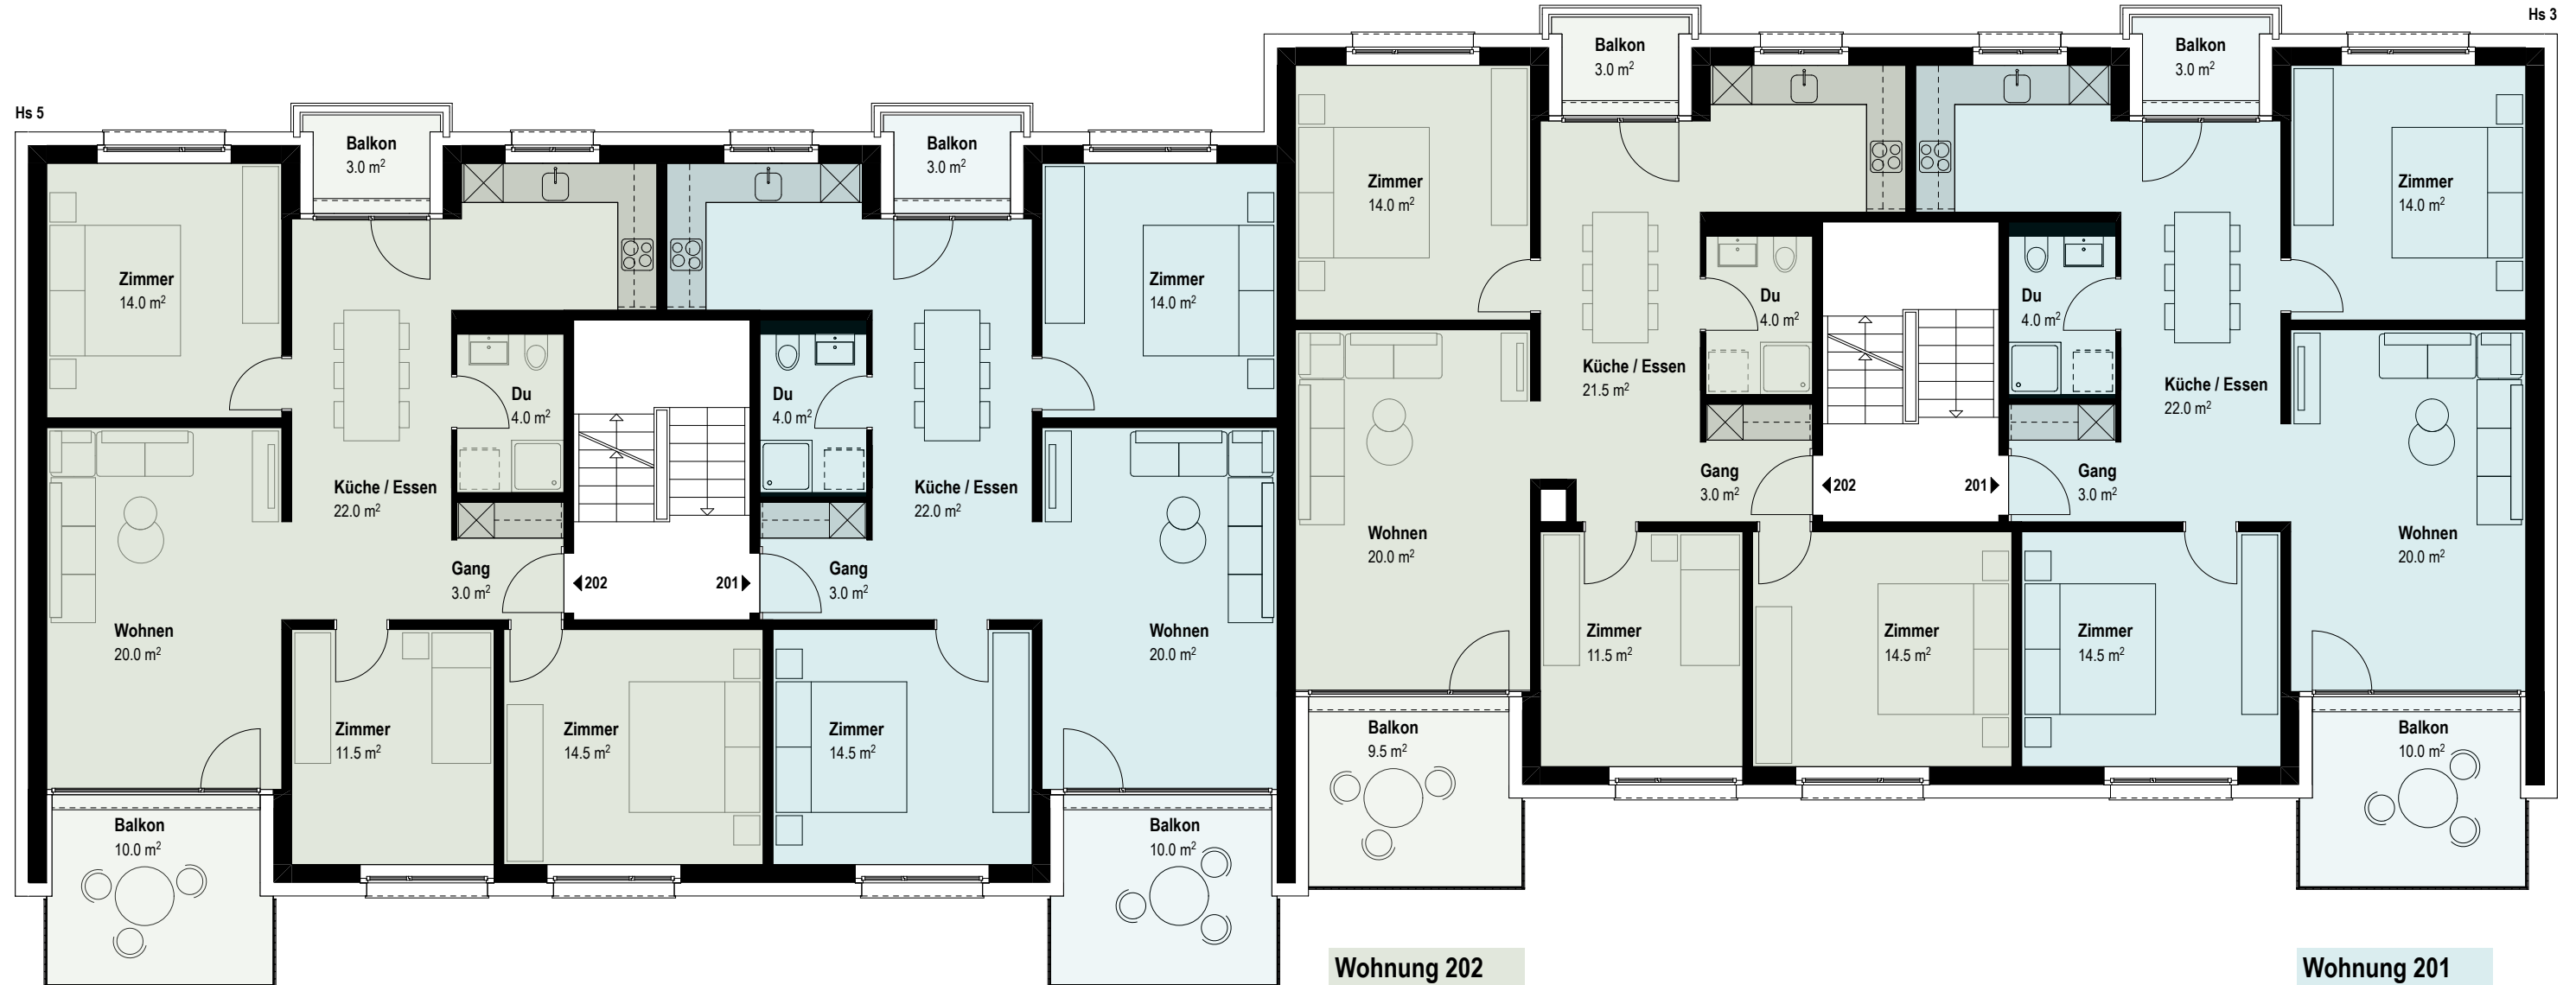 Hs 5
Hs 3
Balkon
3.0 m²
Balkon
3.0 m²
Balkon
3.0 m²
Balkon
3.0 m²
Zimmer
14.0 m²
Zimmer
14.0 m²
Zimmer
14.0 m²
Zimmer
14.0 m²
Du
4.0 m²
Du
4.0 m²
Du
4.0 m²
Du
4.0 m²
Küche / Essen
22.0 m²
Küche / Essen
22.0 m²
Küche / Essen
21.5 m²
Küche / Essen
22.0 m²
Gang
3.0 m²
202
201
Gang
3.0 m²
Gang
3.0 m²
202
201
Gang
3.0 m²
Wohnen
20.0 m²
Wohnen
20.0 m²
Wohnen
20.0 m²
Wohnen
20.0 m²
Zimmer
11.5 m²
Zimmer
14.5 m²
Zimmer
14.5 m²
Zimmer
11.5 m²
Zimmer
14.5 m²
Zimmer
14.5 m²
Balkon
10.0 m²
Balkon
10.0 m²
Balkon
9.5 m²
Balkon
10.0 m²
Wohnung 202
Wohnung 201